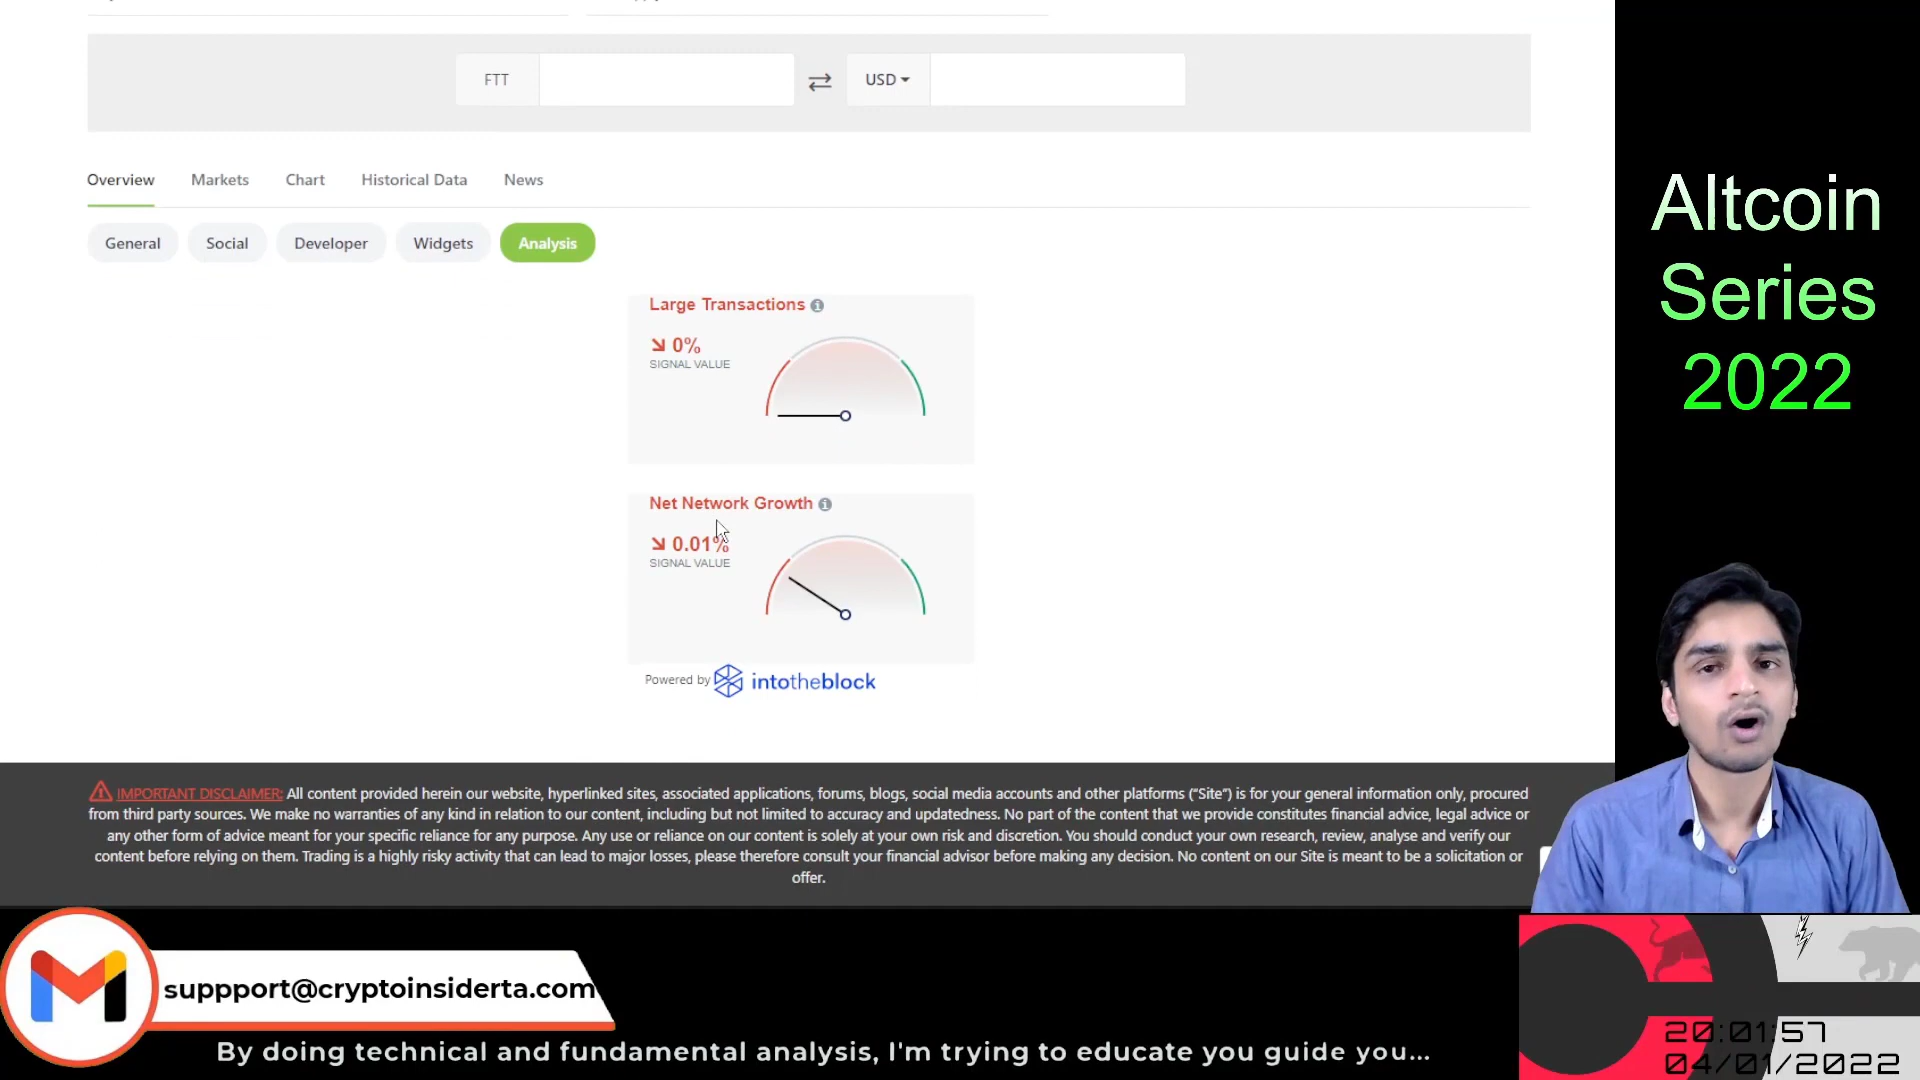 FTT
USD
Overview Markets Chart Historical Data News
General Social Developer Widgets Analysis
Large Transactions
0%
SIGNAL VALUE
Net Network Growth
0.01%
SIGNAL VALUE
Powered by intotheblock
IMPORTANT DISCLAIMER: All content provided herein our website, hyperlinked sites, associated applications, forums, blogs, social media accounts and other platforms (“Site”) is for your general information only, procured
from third party sources. We make no warranties of any kind in relation to our content, including but not limited to accuracy and updatedness. No part of the content that we provide constitutes financial advice, legal advice or
any other form of advice meant for your specific reliance for any purpose. Any use or reliance on our content is solely at your own risk and discretion. You should conduct your own research, review, analyse and verify our
content before relying on them. Trading is a highly risky activity that can lead to major losses, please therefore consult your financial advisor before making any decision. No content on our Site is meant to be a solicitation or
offer.
Altcoin
Series
2022
suppport@cryptoinsiderta.com
By doing technical and fundamental analysis, I'm trying to educate you guide you...
20:01:57
04/01/2022